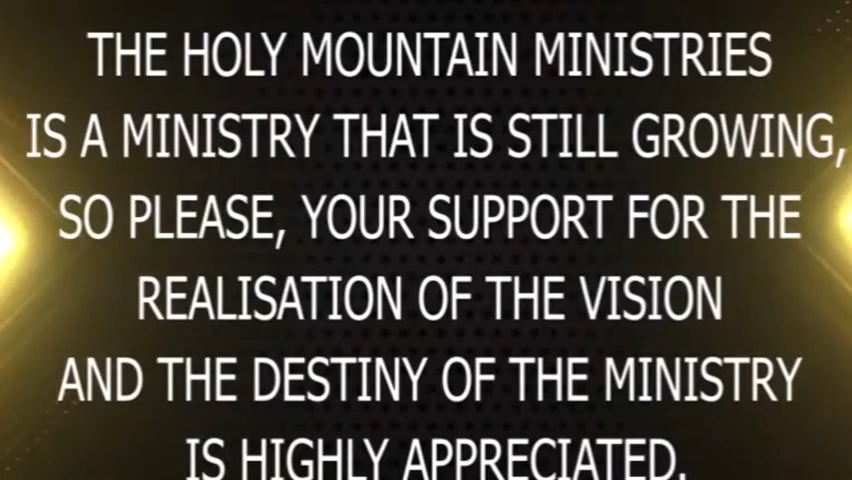 THE HOLY MOUNTAIN MINISTRIES
IS A MINISTRY THAT IS STILL GROWING,
SO PLEASE, YOUR SUPPORT FOR THE
REALISATION OF THE VISION
AND THE DESTINY OF THE MINISTRY
IS HIGHLY APPRECIATED.